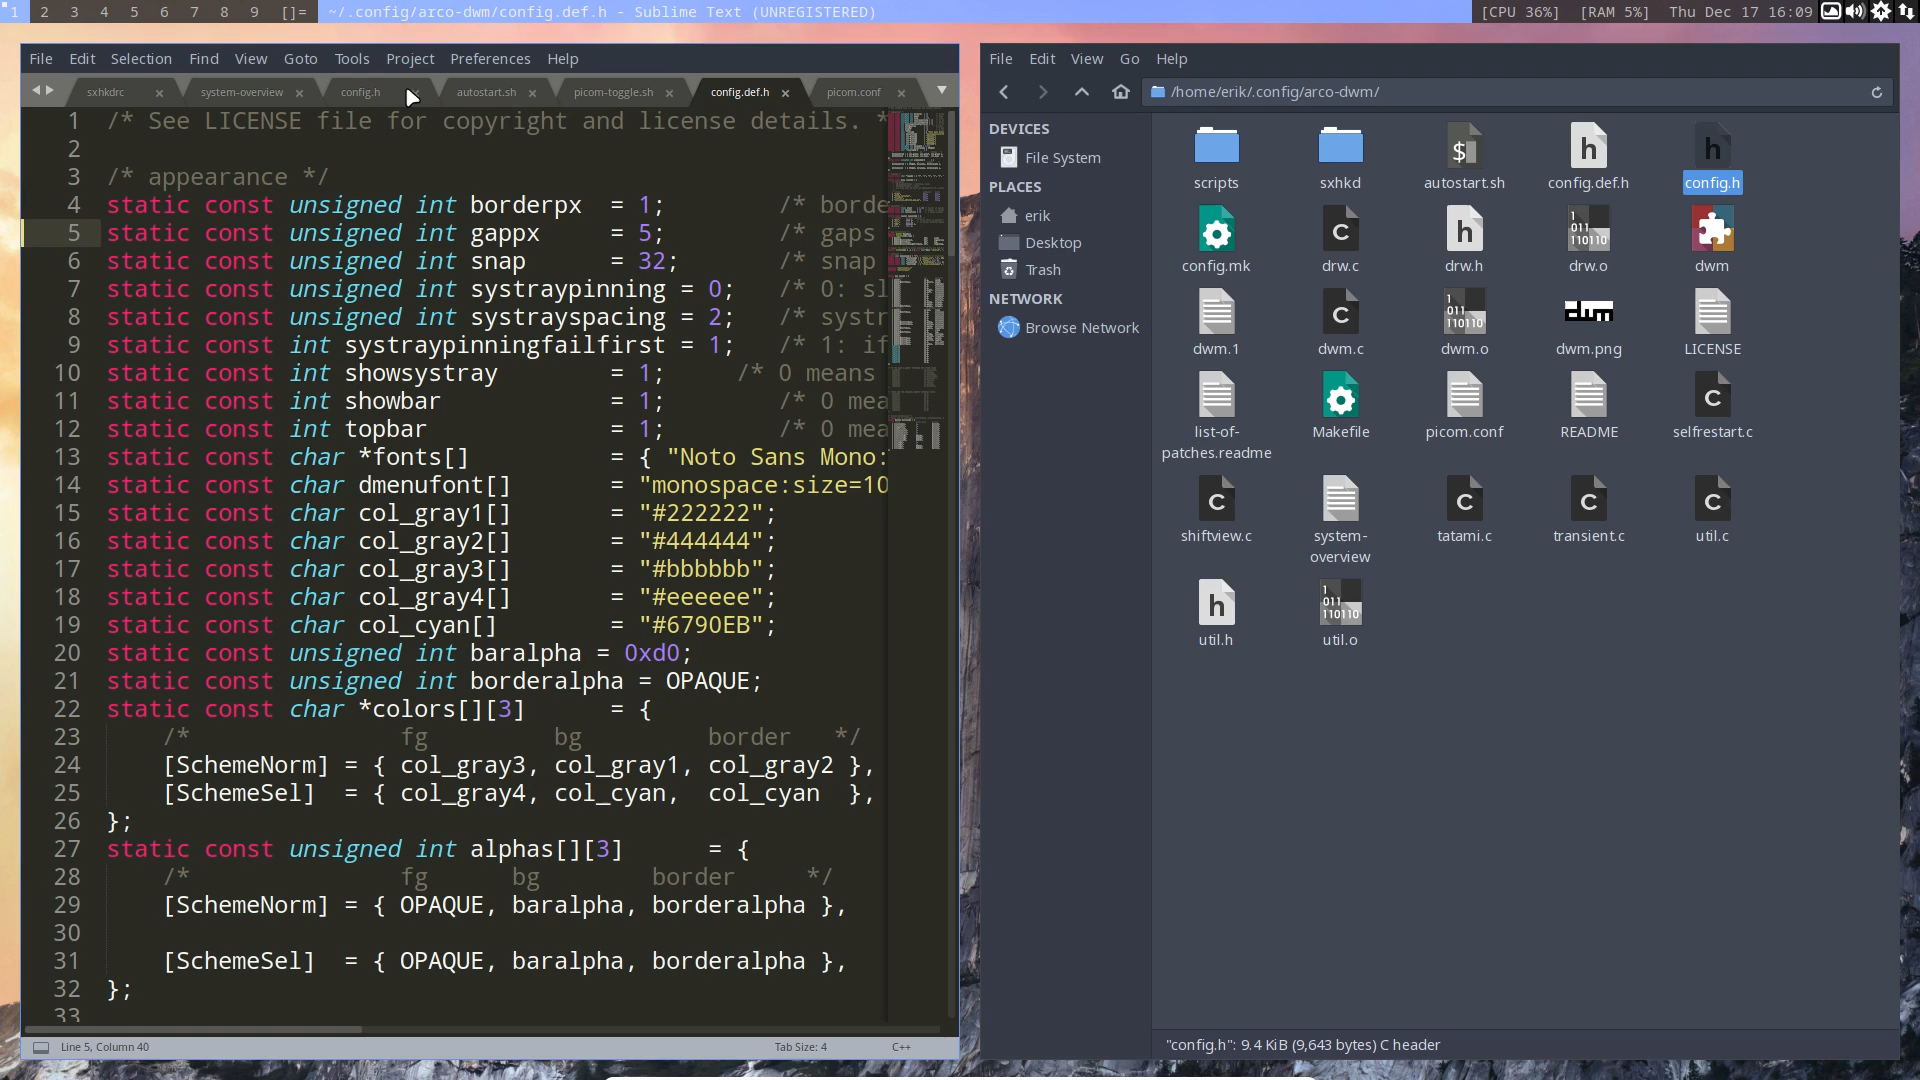 1 2 3 4 5 6 7 8 9 []= ~/.config/arco-dwm/config.def.h - Sublime Text (UNREGISTERED) [CPU 36%] [RAM 5%] Thu Dec 17 16:09
File Edit Selection Find View Goto Tools Project Preferences Help
sxhkdrc system-overview config.h autostart.sh picom-toggle.sh config.def.h picom.conf
1 /* See LICENSE file for copyright and license details. *
2
3 /* appearance */
4 static const unsigned int borderpx  = 1;        /* borde
5 static const unsigned int gappx     = 5;        /* gaps
6 static const unsigned int snap      = 32;       /* snap
7 static const unsigned int systraypinning = 0;   /* 0: sl
8 static const unsigned int systrayspacing = 2;   /* systr
9 static const int systraypinningfailfirst = 1;   /* 1: if
10 static const int showsystray        = 1;     /* 0 means
11 static const int showbar            = 1;        /* 0 mea
12 static const int topbar             = 1;        /* 0 mea
13 static const char *fonts[]          = { "Noto Sans Mono:
14 static const char dmenufont[]       = "monospace:size=10
15 static const char col_gray1[]       = "#222222";
16 static const char col_gray2[]       = "#444444";
17 static const char col_gray3[]       = "#bbbbbb";
18 static const char col_gray4[]       = "#eeeeee";
19 static const char col_cyan[]        = "#6790EB";
20 static const unsigned int baralpha = 0xd0;
21 static const unsigned int borderalpha = OPAQUE;
22 static const char *colors[][3]      = {
23     /*               fg         bg         border   */
24     [SchemeNorm] = { col_gray3, col_gray1, col_gray2 },
25     [SchemeSel]  = { col_gray4, col_cyan,  col_cyan  },
26 };
27 static const unsigned int alphas[][3]      = {
28     /*               fg      bg        border     */
29     [SchemeNorm] = { OPAQUE, baralpha, borderalpha },
30
31     [SchemeSel]  = { OPAQUE, baralpha, borderalpha },
32 };
33
Line 5, Column 40 Tab Size: 4 C++
File Edit View Go Help
/home/erik/.config/arco-dwm/
DEVICES
File System
PLACES
erik
Desktop
Trash
NETWORK
Browse Network
scripts sxhkd autostart.sh config.def.h config.h
config.mk drw.c drw.h drw.o dwm
dwm.1 dwm.c dwm.o dwm.png LICENSE
list-of-
patches.readme Makefile picom.conf README selfrestart.c
shiftview.c system-
overview tatami.c transient.c util.c
util.h util.o
"config.h": 9.4 KiB (9,643 bytes) C header